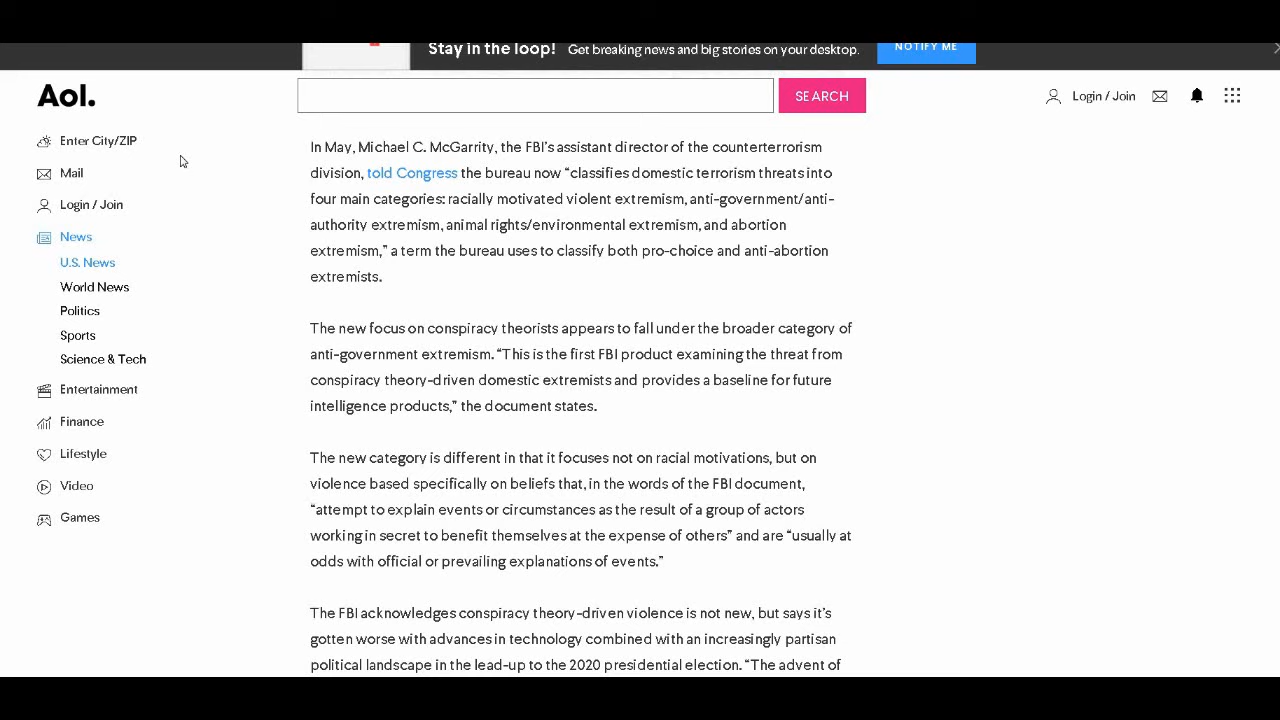 Stay in the loop! Get breaking news and big stories on your desktop. NOTIFY ME
Aol. SEARCH Login / Join
Enter City/ZIP
Mail
Login / Join
News
U.S. News
World News
Politics
Sports
Science & Tech
Entertainment
Finance
Lifestyle
Video
Games
In May, Michael C. McGarrity, the FBI’s assistant director of the counterterrorism
division, told Congress the bureau now “classifies domestic terrorism threats into
four main categories: racially motivated violent extremism, anti-government/anti-
authority extremism, animal rights/environmental extremism, and abortion
extremism,” a term the bureau uses to classify both pro-choice and anti-abortion
extremists.
The new focus on conspiracy theorists appears to fall under the broader category of
anti-government extremism. “This is the first FBI product examining the threat from
conspiracy theory-driven domestic extremists and provides a baseline for future
intelligence products,” the document states.
The new category is different in that it focuses not on racial motivations, but on
violence based specifically on beliefs that, in the words of the FBI document,
“attempt to explain events or circumstances as the result of a group of actors
working in secret to benefit themselves at the expense of others” and are “usually at
odds with official or prevailing explanations of events.”
The FBI acknowledges conspiracy theory-driven violence is not new, but says it’s
gotten worse with advances in technology combined with an increasingly partisan
political landscape in the lead-up to the 2020 presidential election. “The advent of